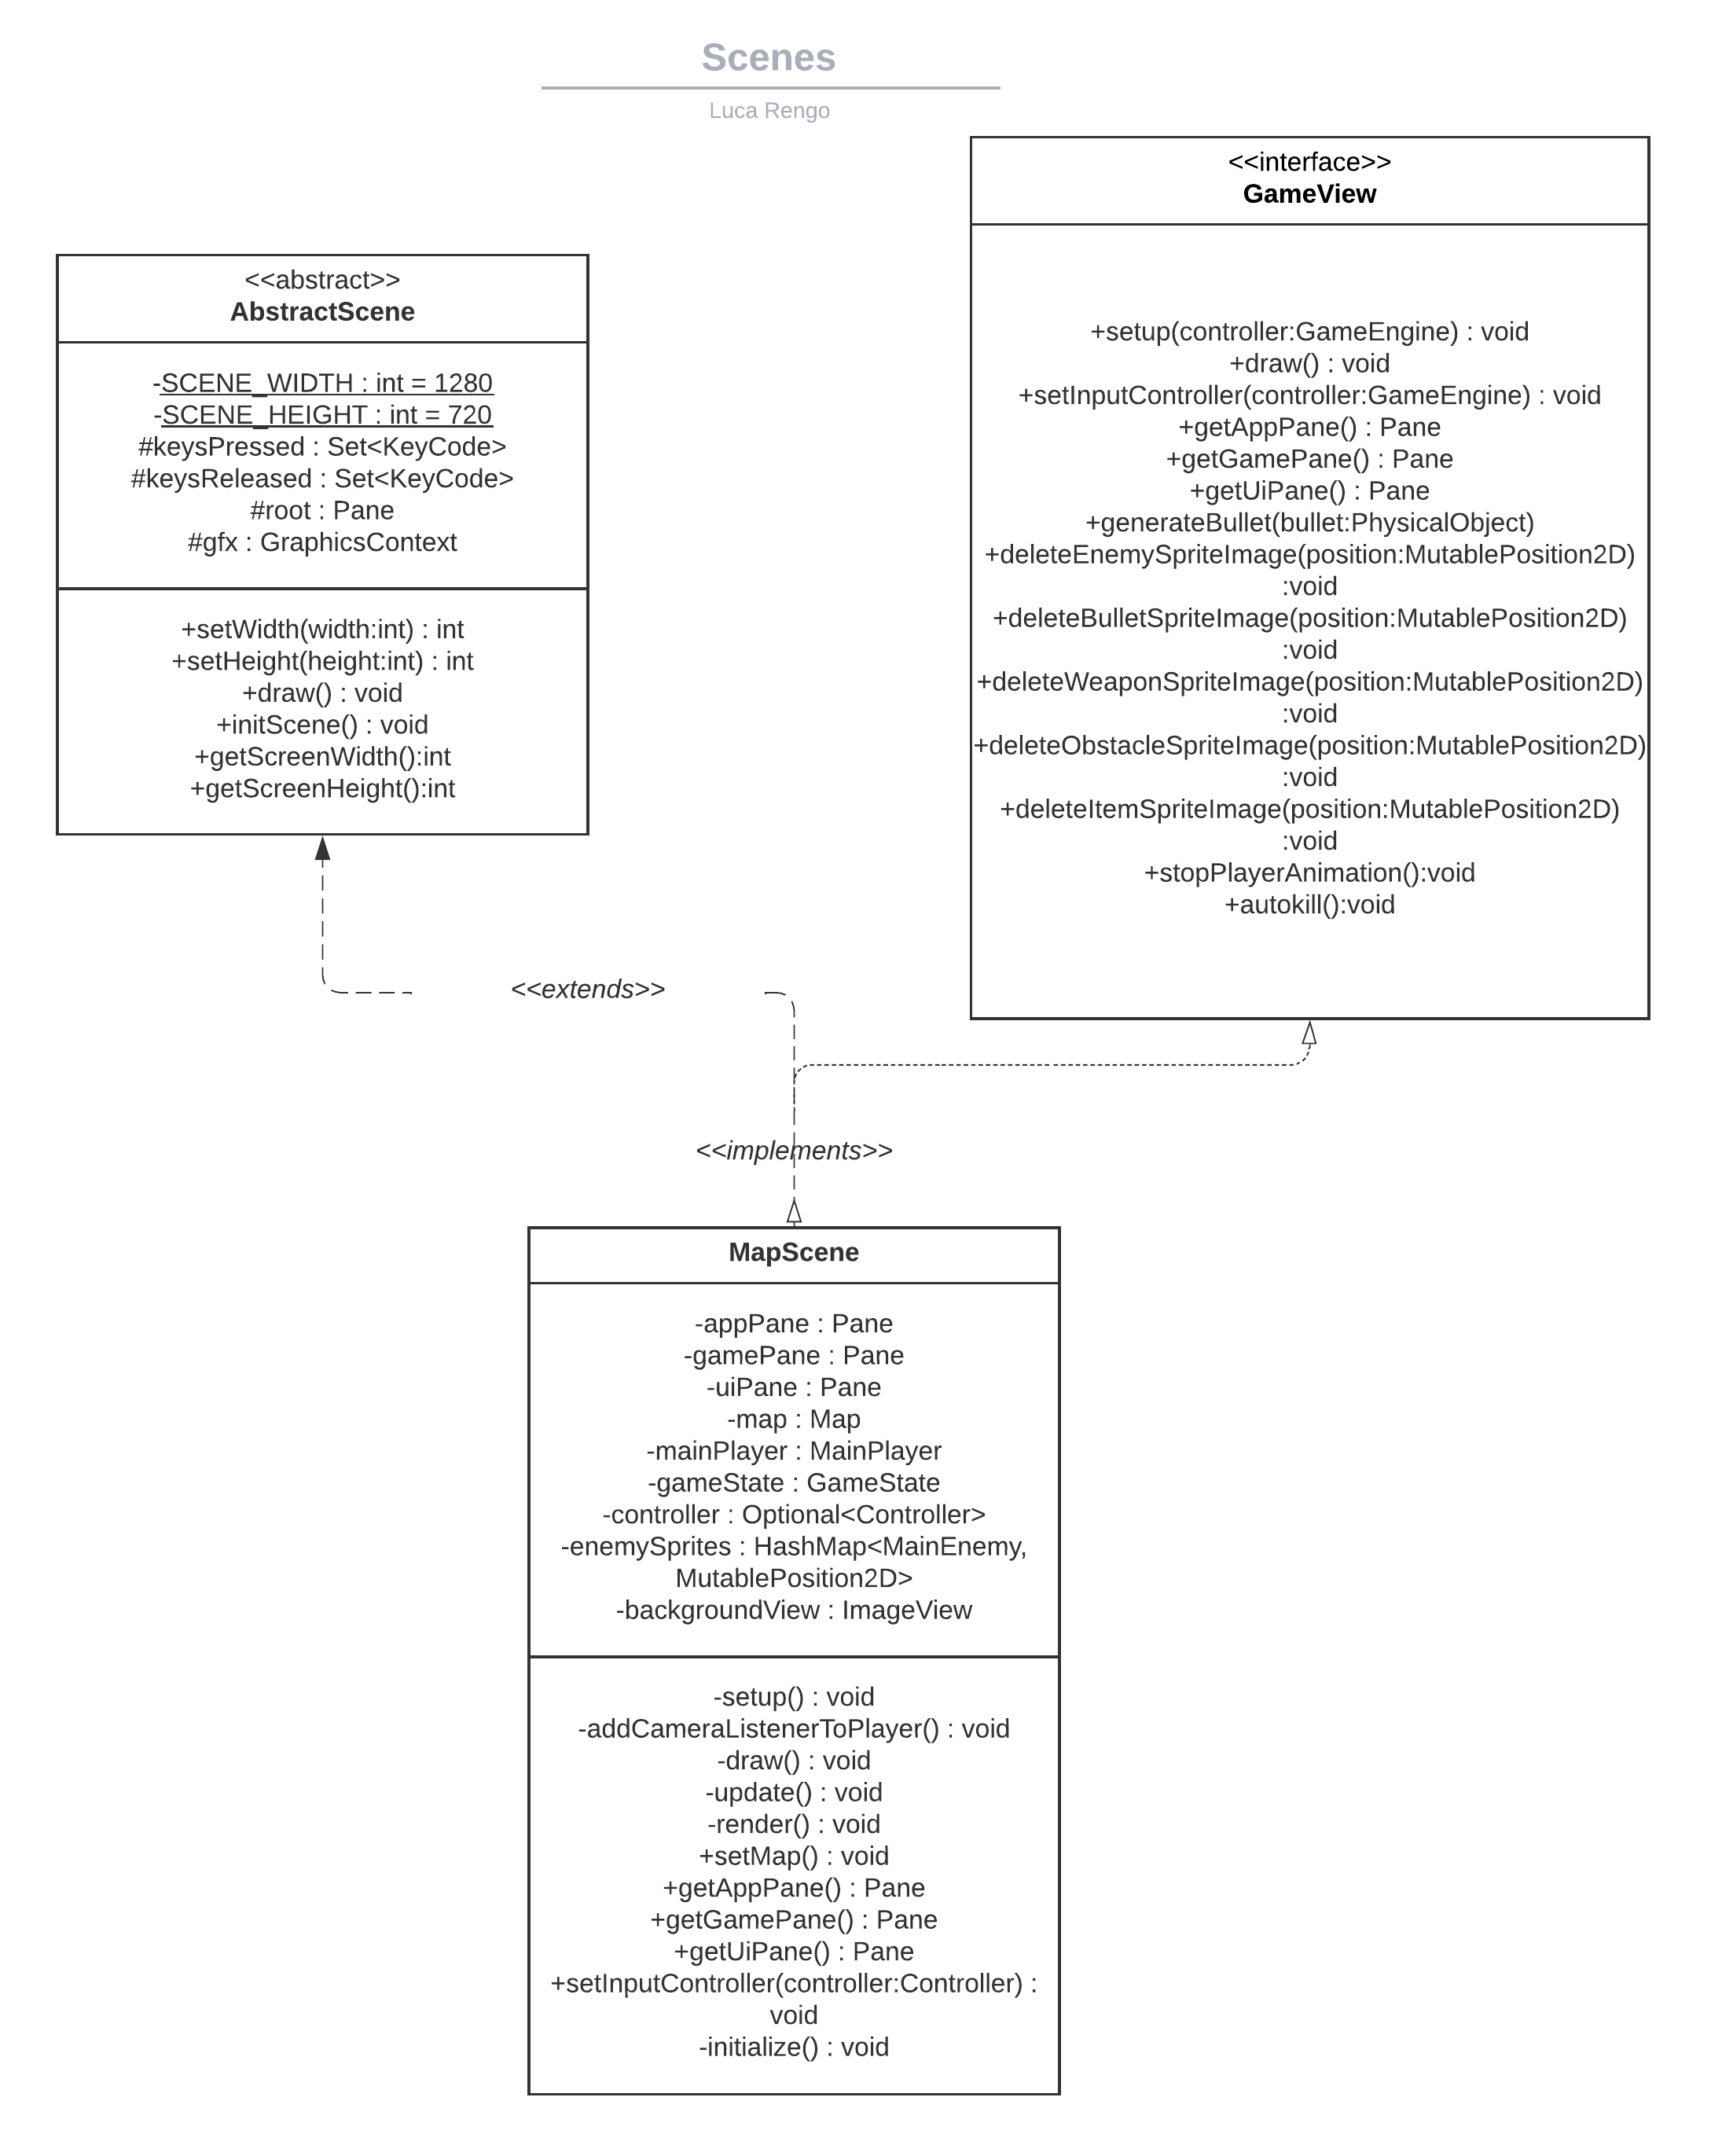 Scenes
Luca Rengo
<<interface>>
GameView
+setup(controller:GameEngine) : void
+draw() : void
+setInputController(controller:GameEngine) : void
+getAppPane() : Pane
+getGamePane() : Pane
+getUiPane() : Pane
+generateBullet(bullet:PhysicalObject)
+deleteEnemySpriteImage(position:MutablePosition2D)
:void
+deleteBulletSpriteImage(position:MutablePosition2D)
:void
+deleteWeaponSpriteImage(position:MutablePosition2D)
:void
+deleteObstacleSpriteImage(position:MutablePosition2D)
:void
+deleteItemSpriteImage(position:MutablePosition2D)
:void
+stopPlayerAnimation():void
+autokill():void
<<abstract>>
AbstractScene
-SCENE_WIDTH : int = 1280
-SCENE_HEIGHT : int = 720
#keysPressed : Set<KeyCode>
#keysReleased : Set<KeyCode>
#root : Pane
#gfx : GraphicsContext
+setWidth(width:int) : int
+setHeight(height:int) : int
+draw() : void
+initScene() : void
+getScreenWidth():int
+getScreenHeight():int
<<extends>>
<<implements>>
MapScene
-appPane : Pane
-gamePane : Pane
-uiPane : Pane
-map : Map
-mainPlayer : MainPlayer
-gameState : GameState
-controller : Optional<Controller>
-enemySprites : HashMap<MainEnemy,
MutablePosition2D>
-backgroundView : ImageView
-setup() : void
-addCameraListenerToPlayer() : void
-draw() : void
-update() : void
-render() : void
+setMap() : void
+getAppPane() : Pane
+getGamePane() : Pane
+getUiPane() : Pane
+setInputController(controller:Controller) :
void
-initialize() : void